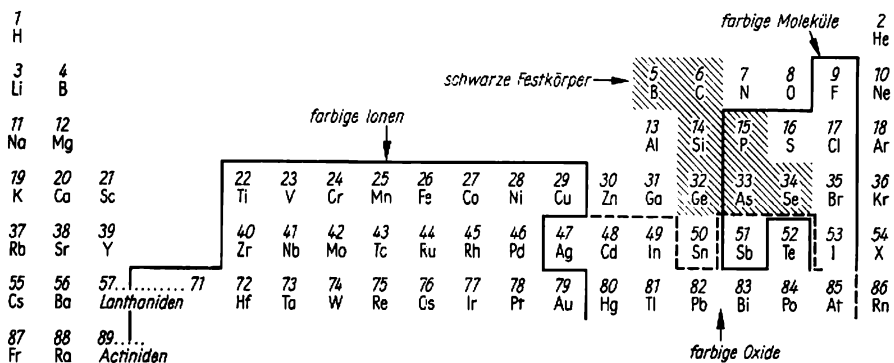 farbige Moleküle
1 2
H He
3 4 schwarze Festkörper 5 6 7 8 9 10
Li B B C N O F Ne
farbige Ionen
11 12 13 14 15 16 17 18
Na Mg Al Si P S Cl Ar
19 20 21 22 23 24 25 26 27 28 29 30 31 32 33 34 35 36
K Ca Sc Ti V Cr Mn Fe Co Ni Cu Zn Ga Ge As Se Br Kr
37 38 39 40 41 42 43 44 45 46 47 48 49 50 51 52 53 54
Rb Sr Y Zr Nb Mo Tc Ru Rh Pd Ag Cd In Sn Sb Te I X
55 56 57........71 72 73 74 75 76 77 78 79 80 81 82 83 84 85 86
Cs Ba Lanthaniden Hf Ta W Re Os Ir Pt Au Hg Tl Pb Bi Po At Rn
87 88 89......
Fr Ra Actiniden
farbige Oxide